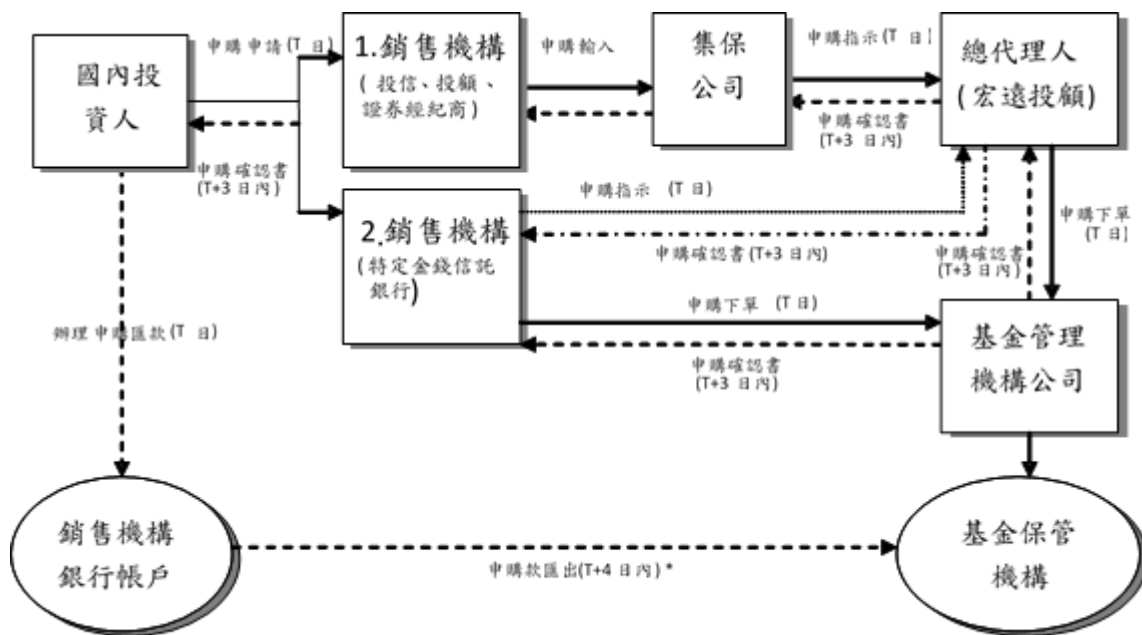 國內投
資人
申購申請(T 日)
申購確認書
(T+3 日內)
1.銷售機構
( 投信、投顧、
證券經紀商)
申購輸入
集保
公司
申購指示(T 日)
總代理人
(宏遠投顧)
申購確認書
(T+3 日內)
2.銷售機構
(特定金錢信託
銀行)
申購指示 (T 日)
申購確認書(T+3 日內)
申購下單
(T 日)
申購確認書
(T+3 日內)
申購下單 (T 日)
申購確認書
(T+3 日內)
基金管理
機構公司
辦理申購匯款(T 日)
銷售機構
銀行帳戶
申購款匯出(T+4 日內) *
基金保管
機構